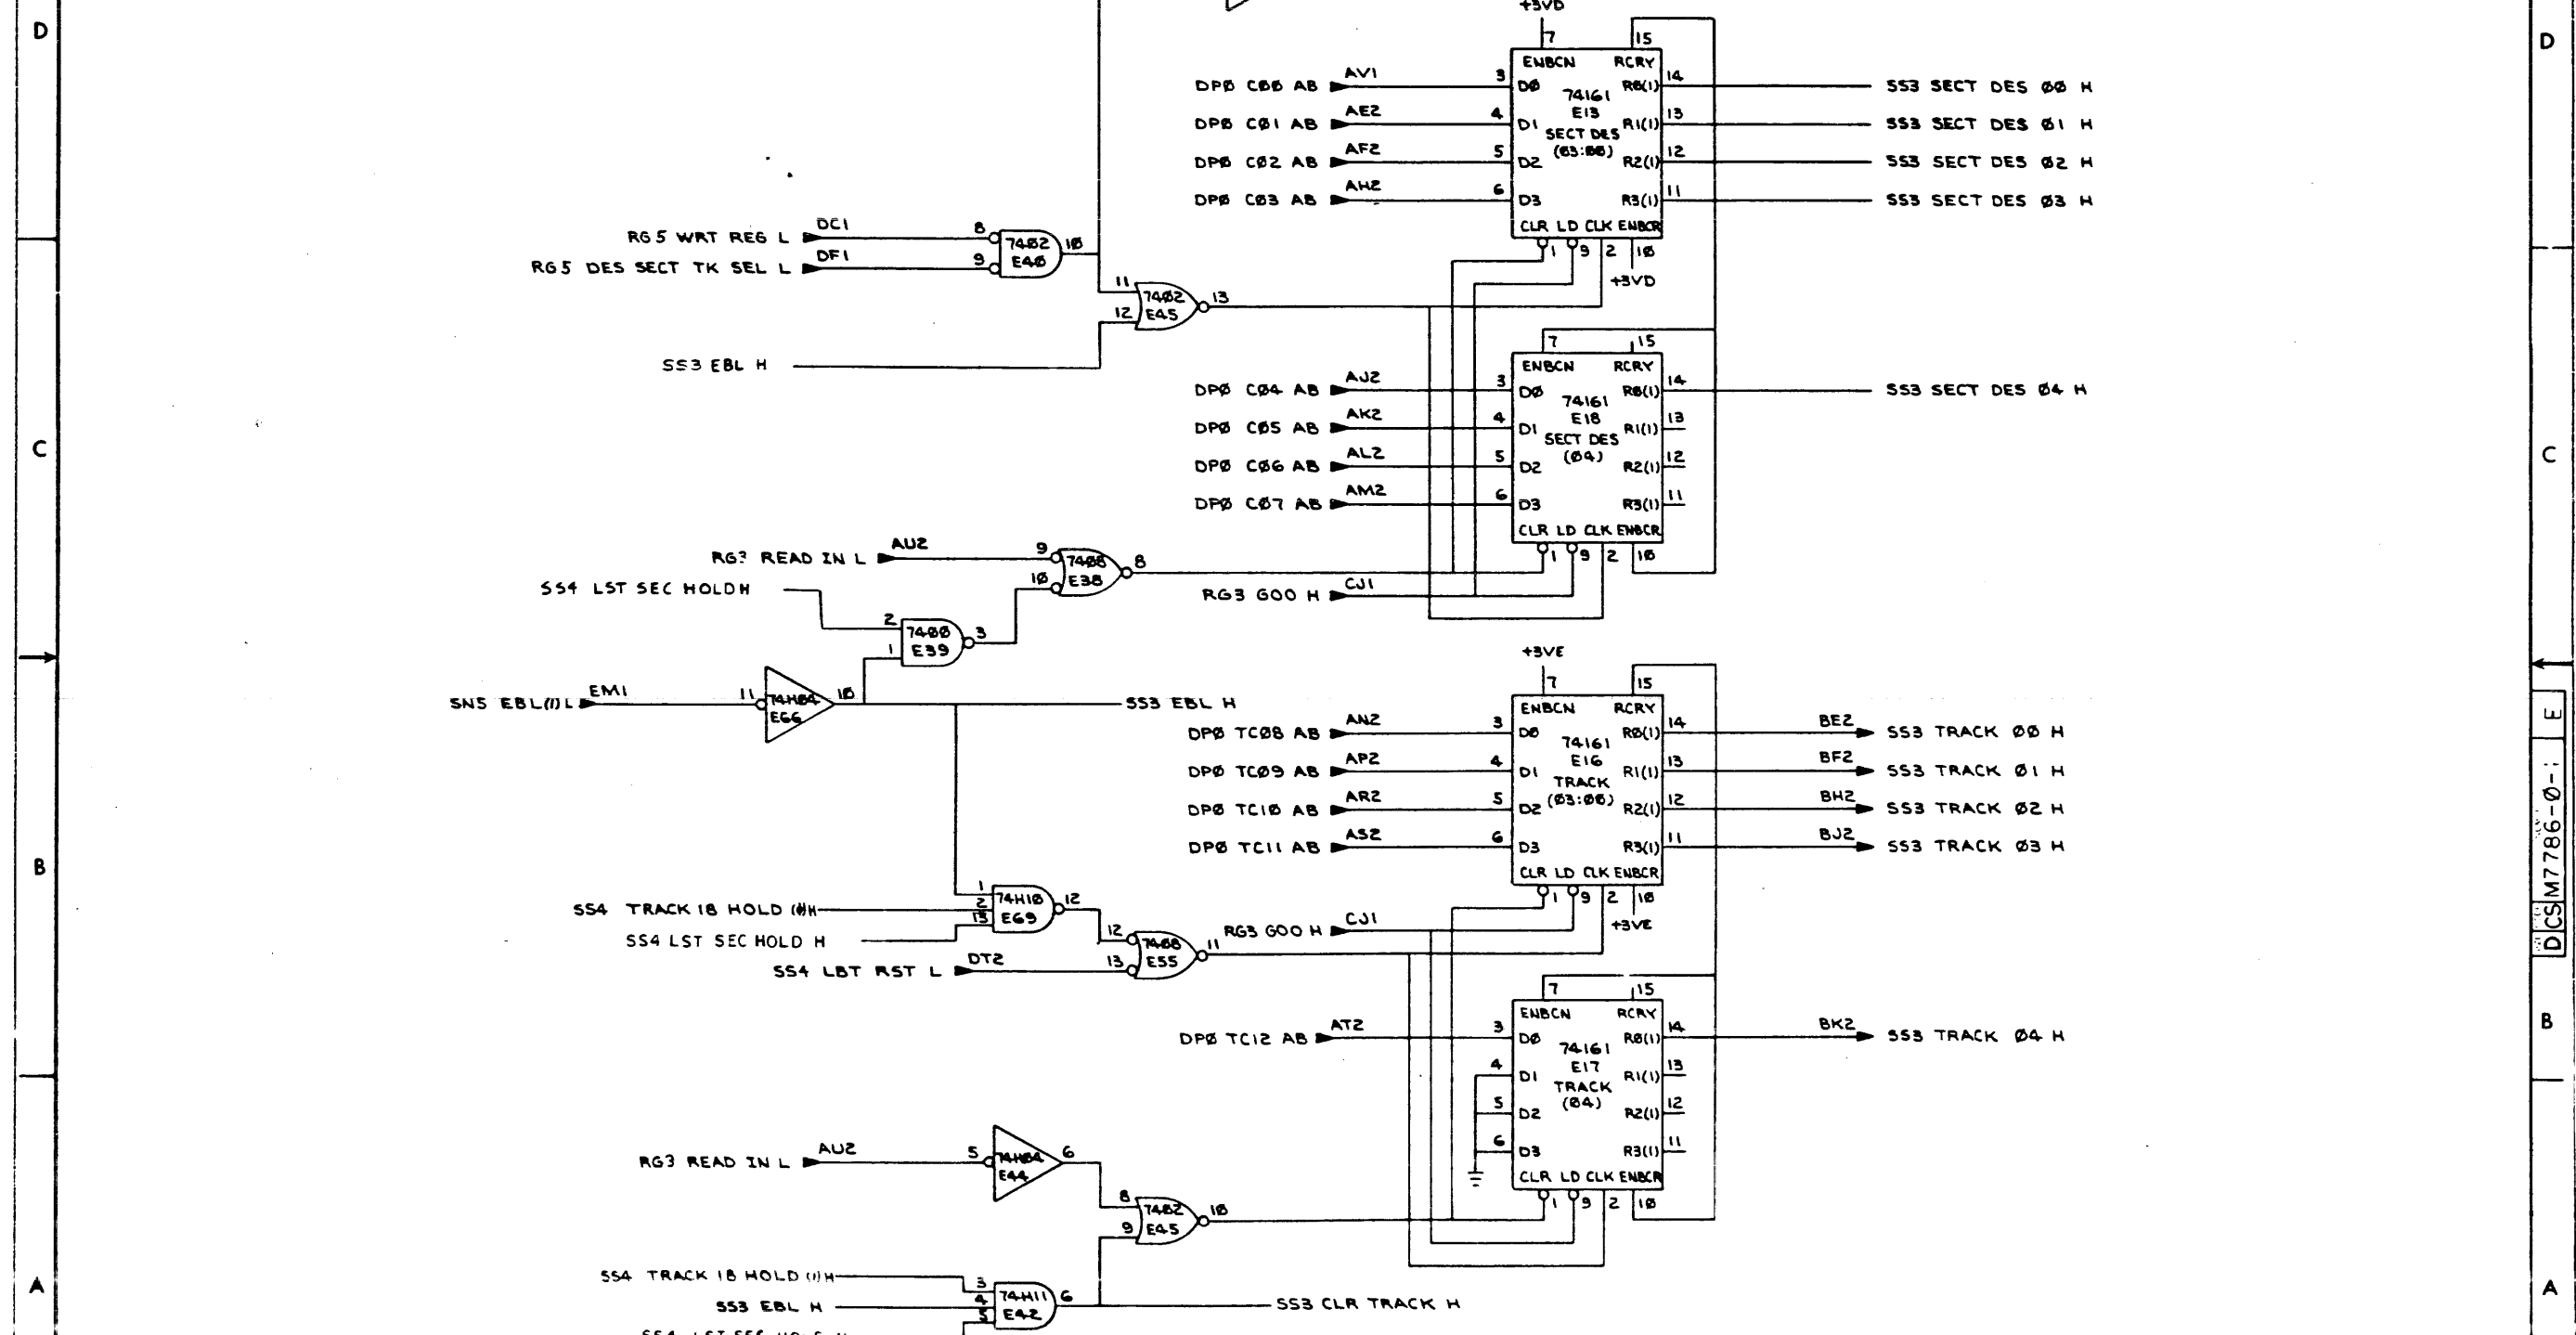 D
D
+3VD
7
15
ENBCN RCRY
DPØ CØØ AB AV1 3 DØ 74161 RØ(1) 14 SS3 SECT DES ØØ H
E13
DPØ CØ1 AB AE2 4 D1 SECT DES R1(1) 13 SS3 SECT DES Ø1 H
DPØ CØ2 AB AF2 5 D2 (Ø3:ØØ) R2(1) 12 SS3 SECT DES Ø2 H
DPØ CØ3 AB AH2 6 D3 R3(1) 11 SS3 SECT DES Ø3 H
CLR LD CLK ENBCR
1 9 2 1Ø
+3VD
RG5 WRT REG L DC1 8 74Ø2 E4Ø 1Ø
RG5 DES SECT TK SEL L DF1 9
11 74Ø2 E45 13
12
SS3 EBL H
7 15
ENBCN RCRY
DPØ CØ4 AB AJ2 3 DØ 74161 RØ(1) 14 SS3 SECT DES Ø4 H
E18
DPØ CØ5 AB AK2 4 D1 SECT DES R1(1) 13
DPØ CØ6 AB AL2 5 D2 (Ø4) R2(1) 12
DPØ CØ7 AB AM2 6 D3 R3(1) 11
CLR LD CLK ENBCR
1 9 2 1Ø
C
C
RG? READ IN L AU2 9 74Ø8 E38 8
1Ø
SS4 LST SEC HOLD H
2 74ØØ E39 3
1
RG3 GOO H CJ1
SN5 EBL(1) L EM1 11 74HØ4 E66 1Ø SS3 EBL H
+3VE
7 15
ENBCN RCRY
DPØ TCØ8 AB AN2 3 DØ 74161 RØ(1) 14 BE2 SS3 TRACK ØØ H
E16
DPØ TCØ9 AB AP2 4 D1 TRACK R1(1) 13 BF2 SS3 TRACK Ø1 H
DPØ TC1Ø AB AR2 5 D2 (Ø3:ØØ) R2(1) 12 BH2 SS3 TRACK Ø2 H
DPØ TC11 AB AS2 6 D3 R3(1) 11 BJ2 SS3 TRACK Ø3 H
CLR LD CLK ENBCR
1 9 2 1Ø
+3VE
B
E
M7786-Ø-
CS
D
SS4 TRACK 18 HOLD (1)H
SS4 LST SEC HOLD H
1 2 13 74H1Ø E69 12
SS4 LBT RST L DT2
12 13 74Ø8 E55 11
RG3 GOO H CJ1
7 15
ENBCN RCRY
DPØ TC12 AB AT2 3 DØ 74161 RØ(1) 14 BK2 SS3 TRACK Ø4 H
E17
4 D1 TRACK R1(1) 13
5 D2 (Ø4) R2(1) 12
6 D3 R3(1) 11
CLR LD CLK ENBCR
1 9 2 1Ø
B
RG3 READ IN L AU2 5 74HØ4 E44 6
8 74Ø2 E45 1Ø
9
A
A
SS4 TRACK 18 HOLD (1)H 3
SS3 EBL H 4 74H11 E42 6 SS3 CLR TRACK H
5